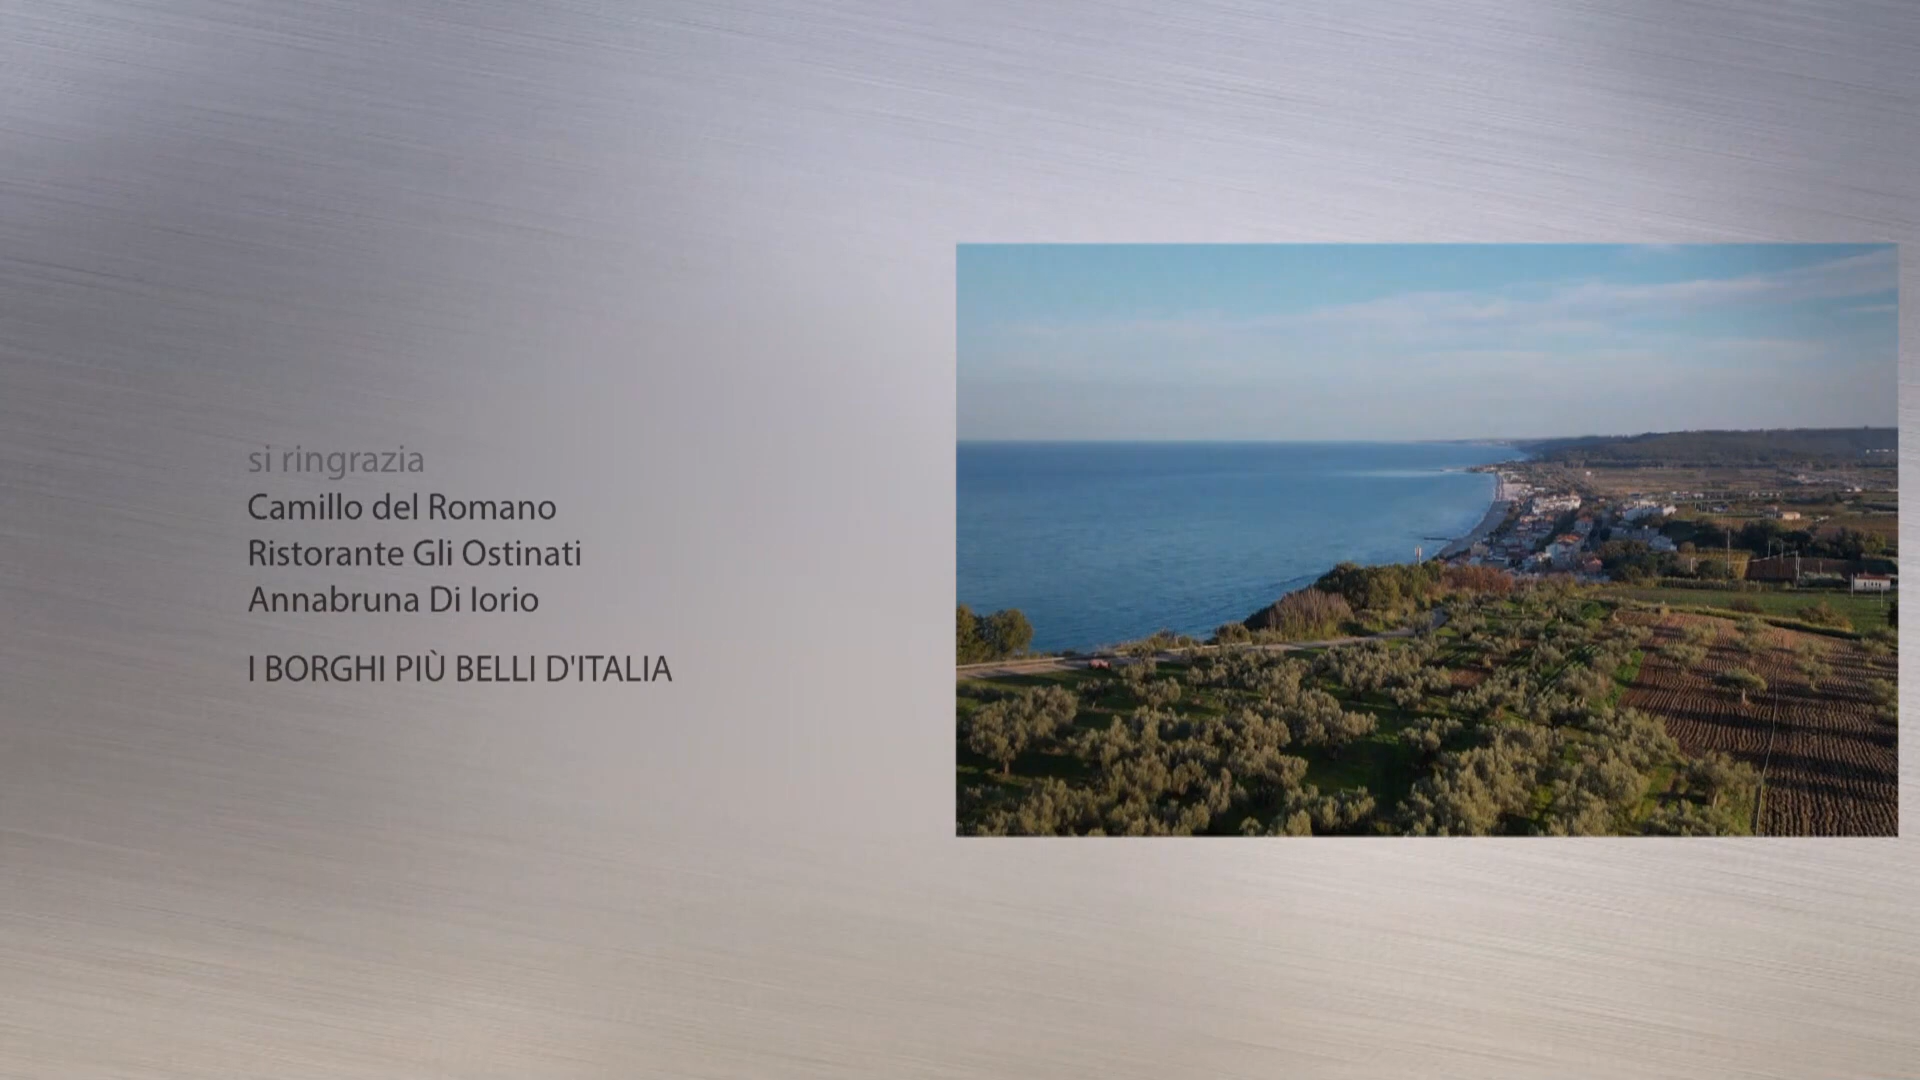 si ringrazia
Camillo del Romano
Ristorante Gli Ostinati
Annabruna Di Iorio
I BORGHI PIÙ BELLI D'ITALIA